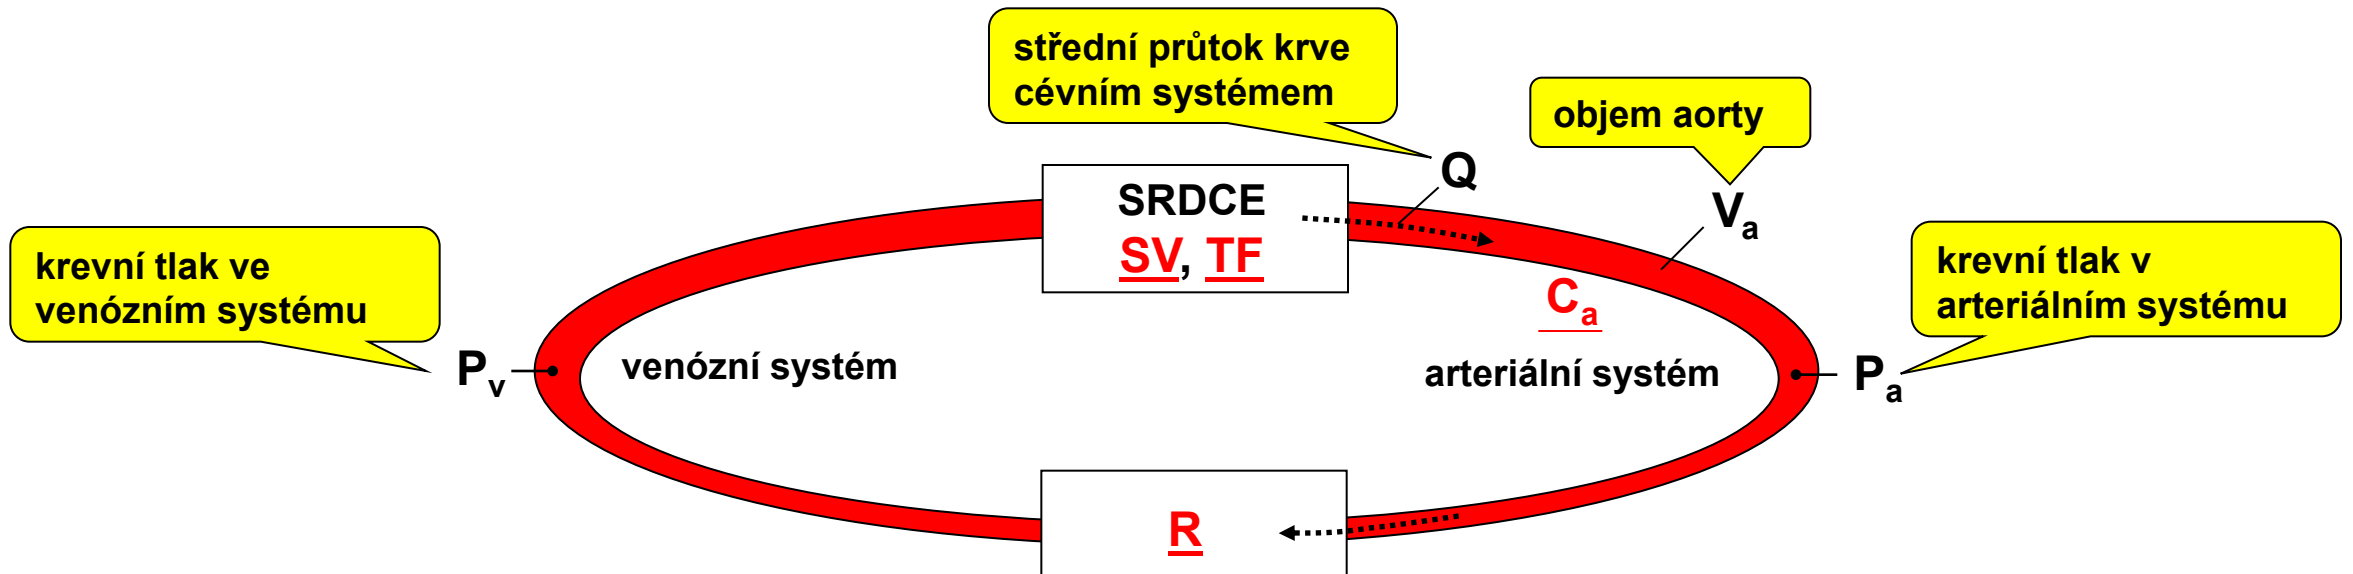 střední průtok krve
cévním systémem
objem aorty
Q
SRDCE
SV, TF
Va
krevní tlak ve
venózním systému
krevní tlak v
arteriálním systému
Ca
Pv
venózní systém
arteriální systém
Pa
R